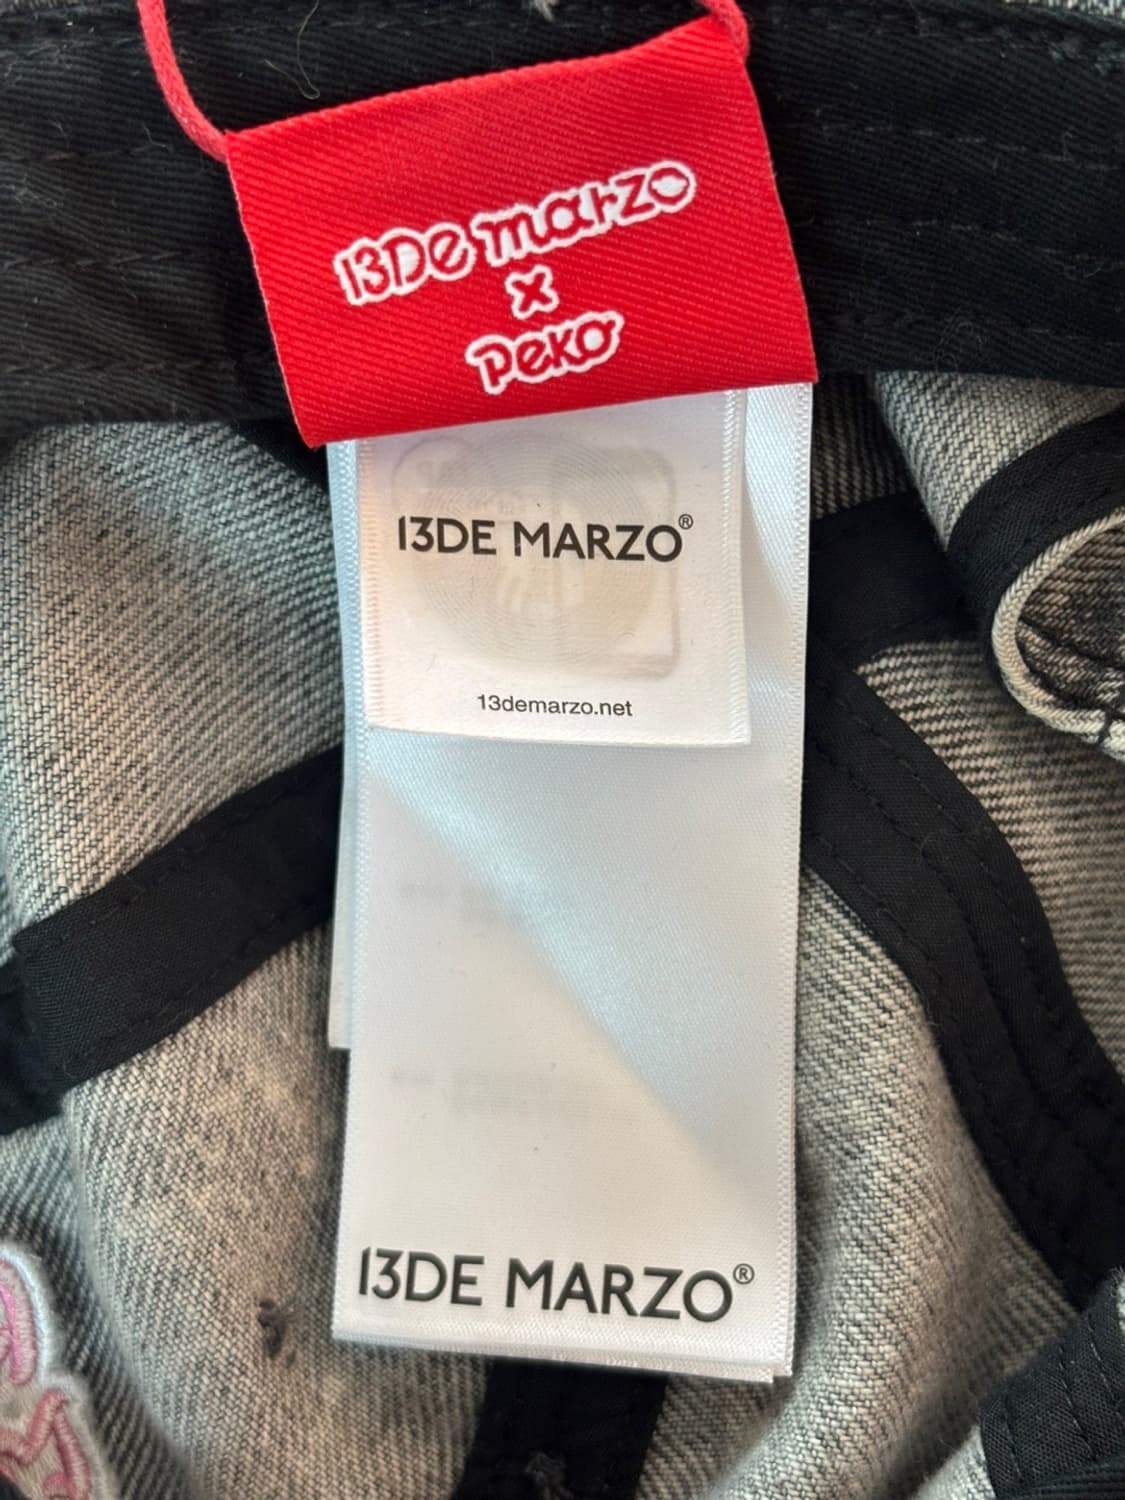 13De marzo
x
Peko
13DE MARZO®
13demarzo.net
13DE MARZO®